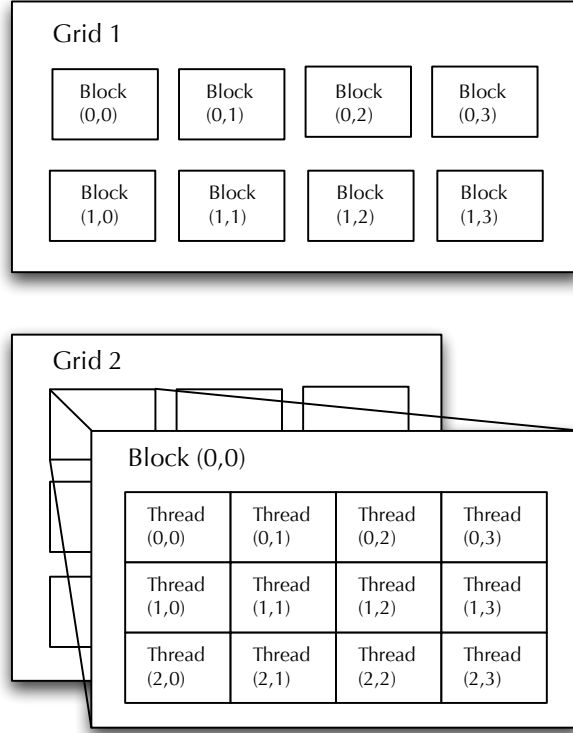 Grid 1
Block Block Block Block
(0,0) (0,1) (0,2) (0,3)
Block Block Block Block
(1,0) (1,1) (1,2) (1,3)
Grid 2
Block (0,0)
Thread Thread Thread Thread
(0,0) (0,1) (0,2) (0,3)
Thread Thread Thread Thread
(1,0) (1,1) (1,2) (1,3)
Thread Thread Thread Thread
(2,0) (2,1) (2,2) (2,3)